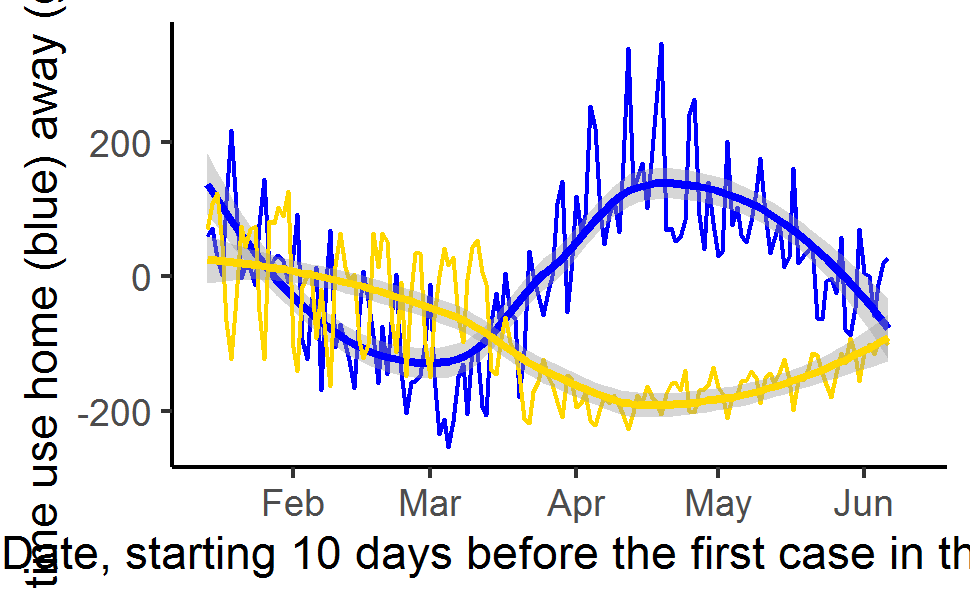 time use home (blue) away (
200
0
-200
Feb Mar Apr May Jun
Date, starting 10 days before the first case in th